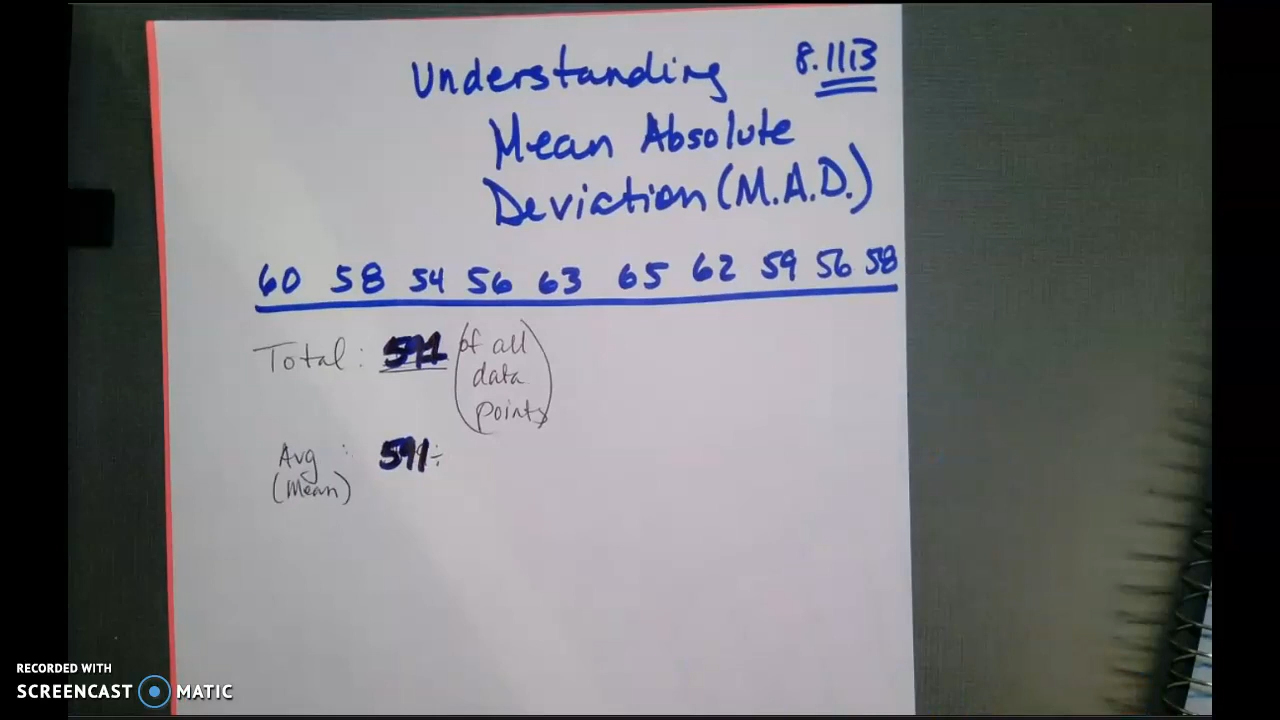 Understanding 8.11B
Mean Absolute
Deviation (M.A.D.)
60 58 54 56 63 65 62 59 56 58
Total: 591 (of all
data
points)
Avg : 591÷
(Mean)
RECORDED WITH
SCREENCAST MATIC